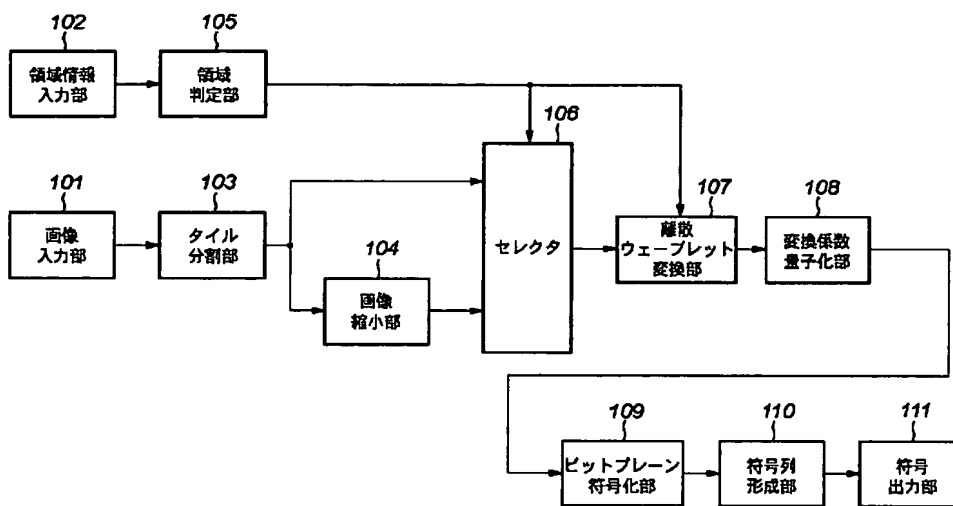 102
領域情報
入力部
105
領域
判定部
106
セレクタ
101
画像
入力部
103
タイル
分割部
104
画像
縮小部
107
離散
ウェーブレット
変換部
108
変換係数
量子化部
109
ビットプレーン
符号化部
110
符号列
形成部
111
符号
出力部